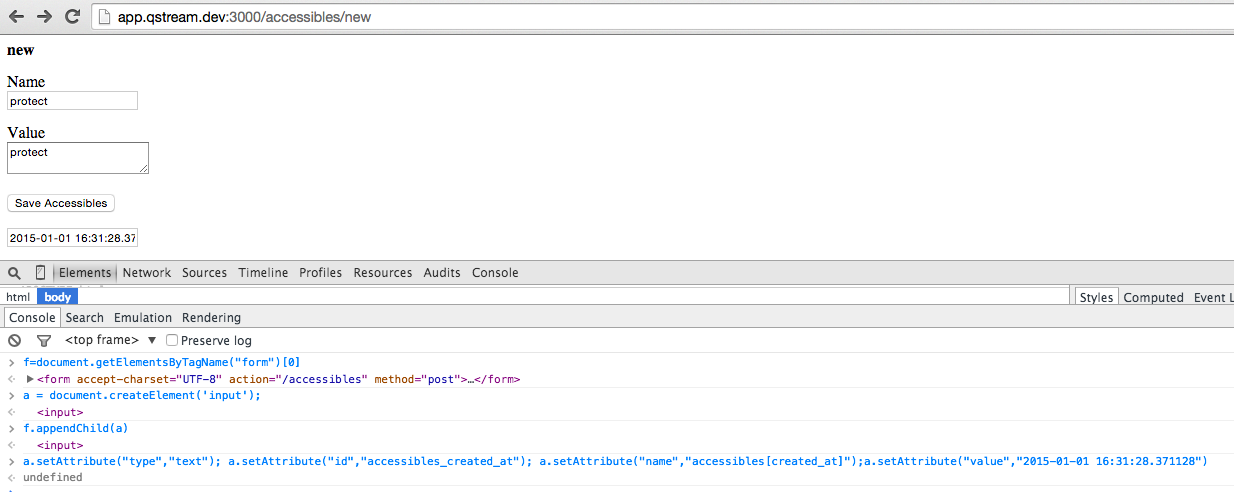 app.qstream.dev:3000/accessibles/new
new
Name
protect
Value
protect
Save Accessibles
2015-01-01 16:31:28.37
Elements Network Sources Timeline Profiles Resources Audits Console
html body Styles Computed Event L
Console Search Emulation Rendering
<top frame> ▼ Preserve log
> f=document.getElementsByTagName("form")[0]
<form accept-charset="UTF-8" action="/accessibles" method="post">…</form>
> a = document.createElement('input');
<input>
> f.appendChild(a)
<input>
> a.setAttribute("type","text"); a.setAttribute("id","accessibles_created_at"); a.setAttribute("name","accessibles[created_at]");a.setAttribute("value","2015-01-01 16:31:28.371128")
undefined